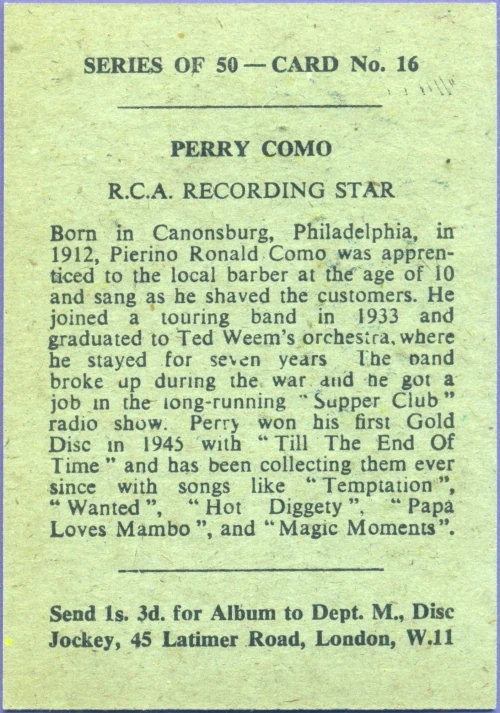 SERIES OF 50 — CARD No. 16
PERRY COMO
R.C.A. RECORDING STAR
Born in Canonsburg, Philadelphia, in
1912, Pierino Ronald Como was appren-
ticed to the local barber at the age of 10
and sang as he shaved the customers. He
joined a touring band in 1933 and
graduated to Ted Weem's orchestra, where
he stayed for seven years The band
broke up during the war and he got a
job in the long-running "Supper Club"
radio show. Perry won his first Gold
Disc in 1945 with "Till The End Of
Time" and has been collecting them ever
since with songs like "Temptation",
"Wanted", "Hot Diggety", "Papa
Loves Mambo", and "Magic Moments".
Send 1s. 3d. for Album to Dept. M., Disc
Jockey, 45 Latimer Road, London, W.11